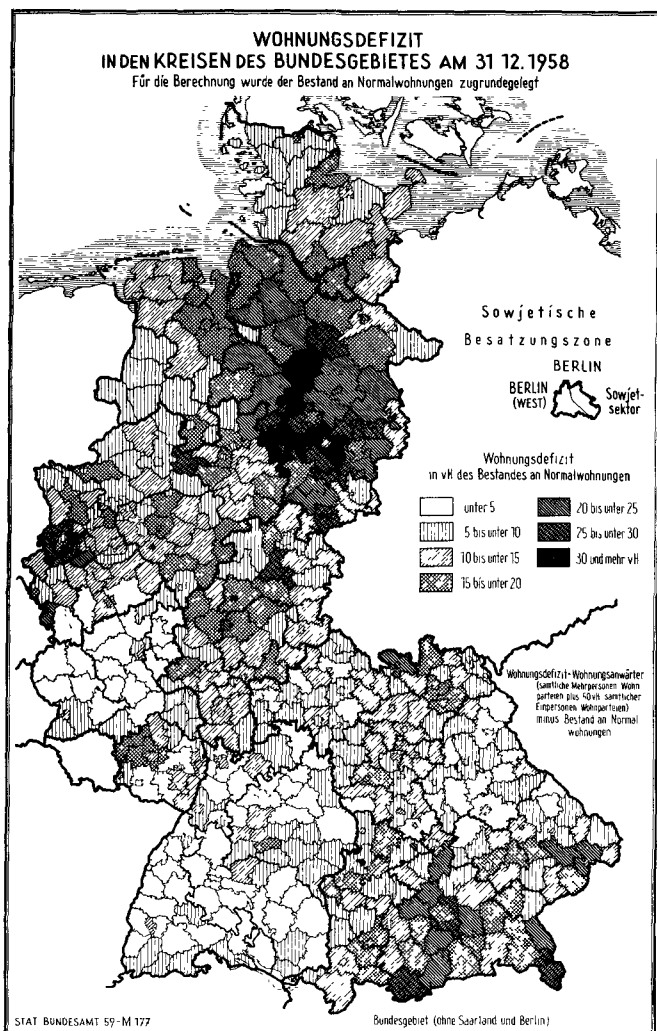 WOHNUNGSDEFIZIT
IN DEN KREISEN DES BUNDESGEBIETES AM 31 12. 1958
Für die Berechnung wurde der Bestand an Normalwohnungen zugrundegelegt
Sowjetische
Besatzungszone
BERLIN
BERLIN
(WEST)
Sowjet-
sektor
Wohnungsdefizit
in vH des Bestandes an Normalwohnungen
unter 5
5 bis unter 10
10 bis unter 15
15 bis unter 20
20 bis unter 25
25 bis unter 30
30 und mehr vH
Wohnungsdefizit=Wohnungsanwärter
(sämtliche Mehrpersonen Wohn
parteien plus 50vH sämtlicher
Einpersonen Wohnparteien)
minus Bestand an Normal
wohnungen
STAT BUNDESAMT 59-M 177
Bundesgebiet (ohne Saarland und Berlin)